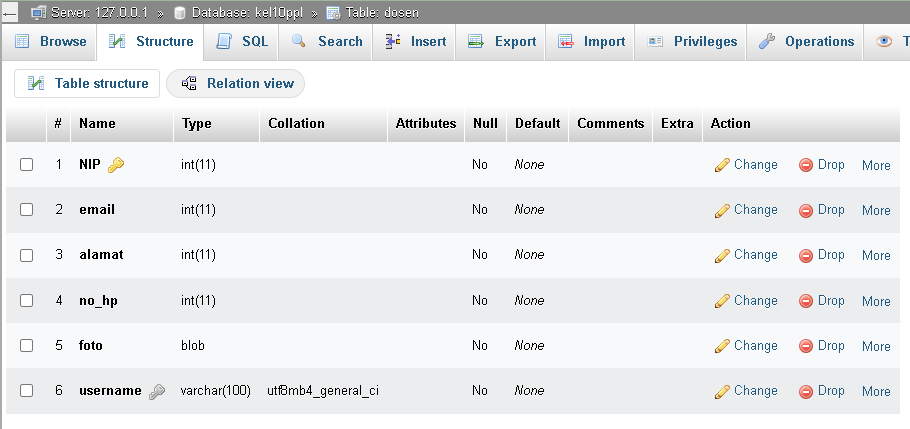 Server: 127.0.0.1 » Database: kel10ppl » Table: dosen
Browse Structure SQL Search Insert Export Import Privileges Operations T
Table structure Relation view
# Name Type Collation Attributes Null Default Comments Extra Action
1 NIP int(11) No None Change Drop More
2 email int(11) No None Change Drop More
3 alamat int(11) No None Change Drop More
4 no_hp int(11) No None Change Drop More
5 foto blob No None Change Drop More
6 username varchar(100) utf8mb4_general_ci No None Change Drop More